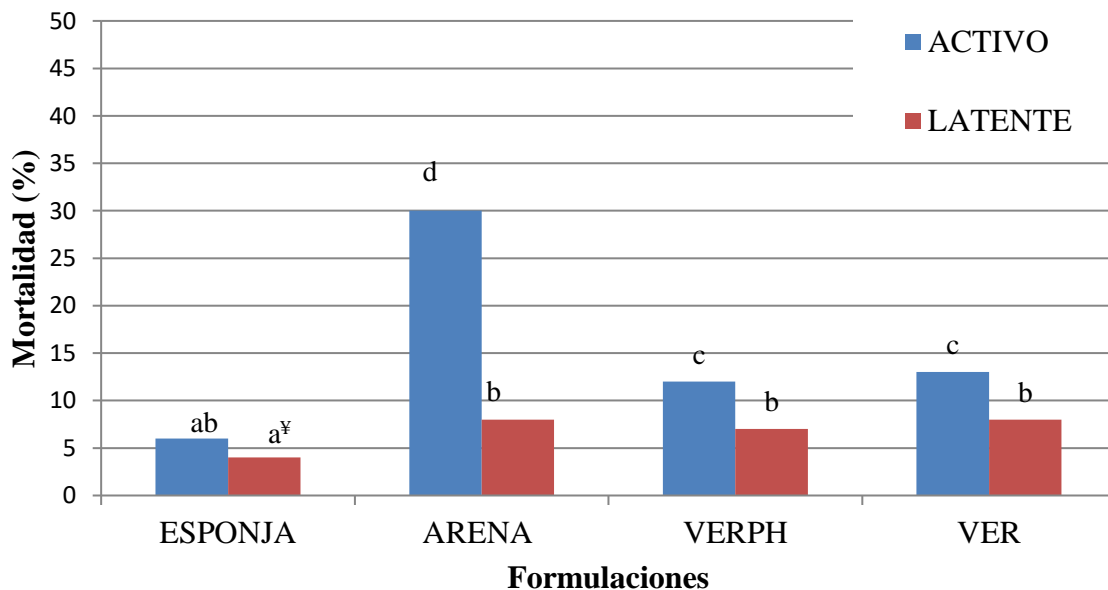 Mortalidad (%)
50
45
40
35
30
25
20
15
10
5
0
ACTIVO
LATENTE
ab
a¥
d
b
c
b
c
b
ESPONJA
ARENA
VERPH
VER
Formulaciones